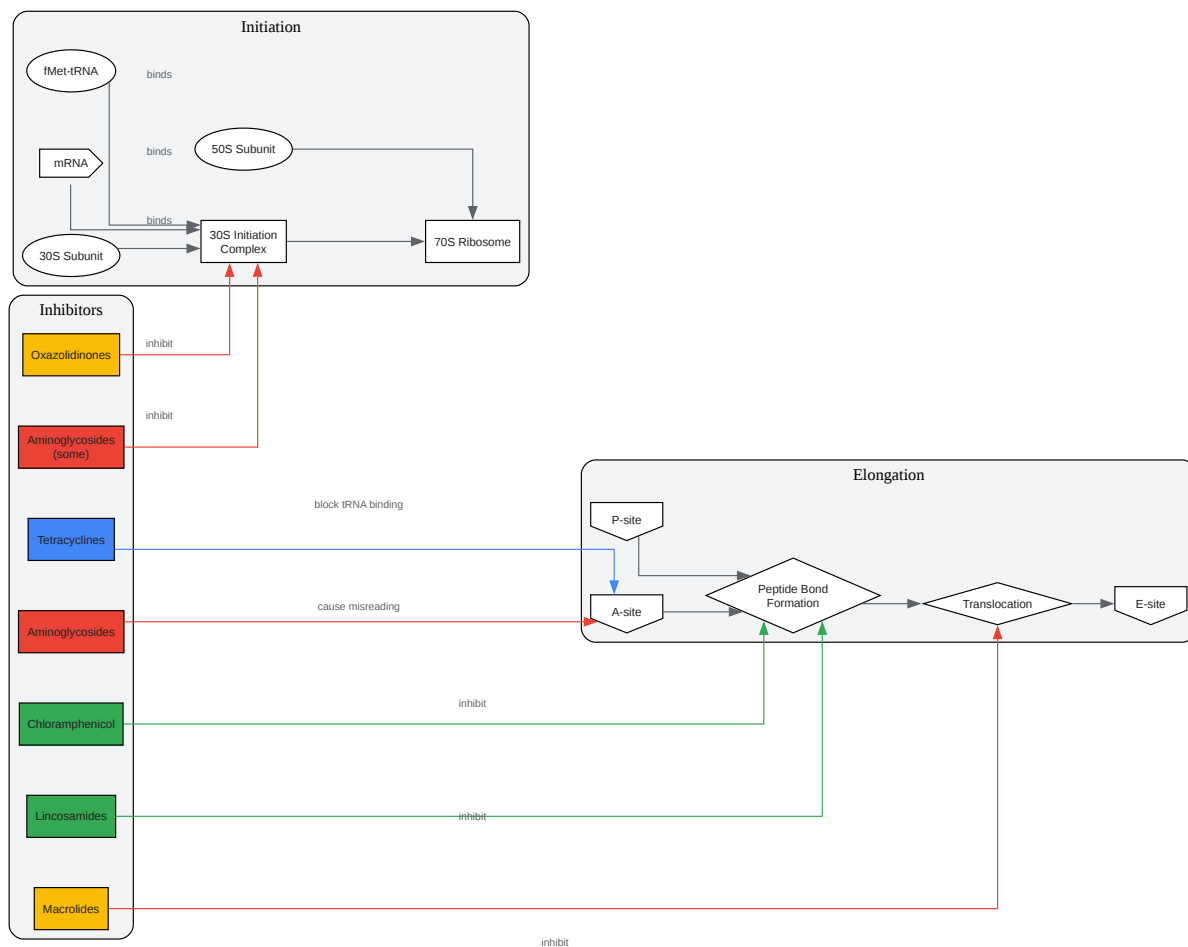 Initiation
fMet-tRNA
binds
mRNA
binds
50S Subunit
binds
30S Subunit
30S Initiation
Complex
70S Ribosome
Inhibitors
Oxazolidinones
inhibit
Aminoglycosides
(some)
inhibit
Tetracyclines
block tRNA binding
Aminoglycosides
cause misreading
Chloramphenicol
inhibit
Lincosamides
inhibit
Macrolides
inhibit
Elongation
P-site
A-site
Peptide Bond
Formation
Translocation
E-site